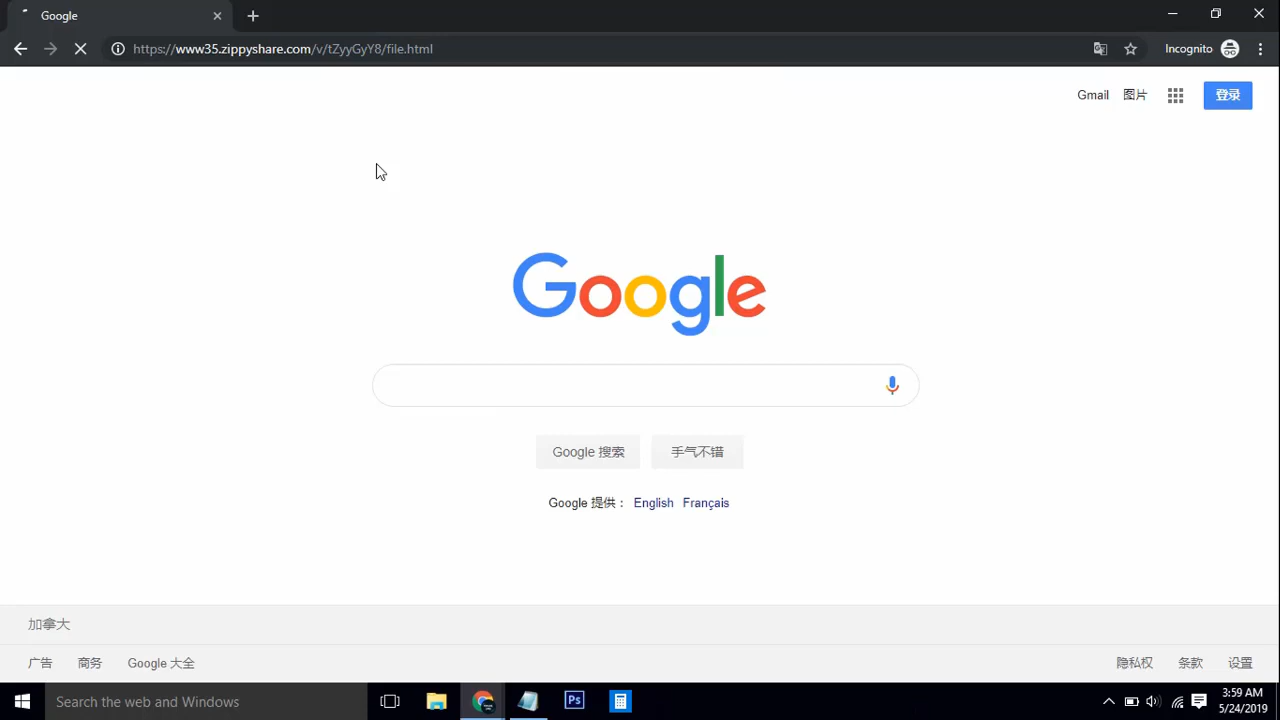 Google
https://www35.zippyshare.com/v/tZyyGyY8/file.html
Incognito
Gmail 图片 登录
Google
Google 搜索 手气不错
Google 提供： English Français
加拿大
广告 商务 Google 大全 隐私权 条款 设置
Search the web and Windows
Ps
3:59 AM
5/24/2019